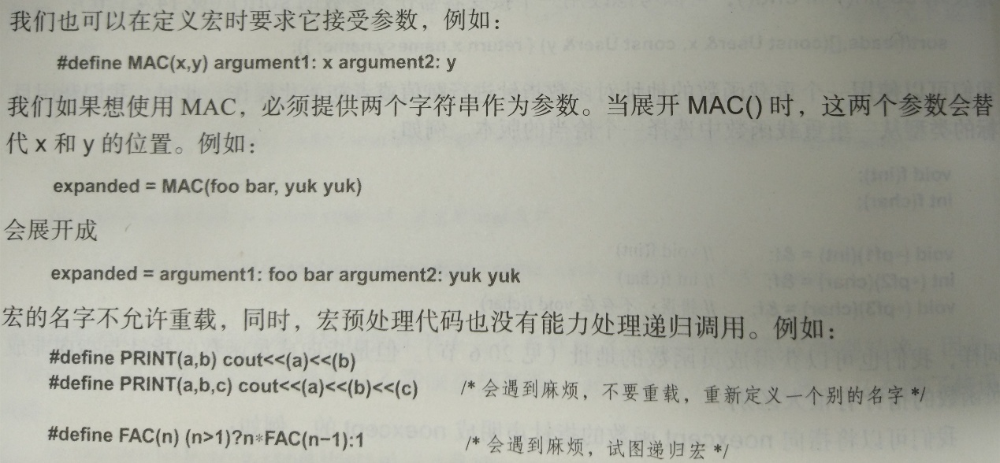 我们也可以在定义宏时要求它接受参数，例如：
#define MAC(x,y) argument1: x argument2: y
我们如果想使用 MAC，必须提供两个字符串作为参数。当展开 MAC() 时，这两个参数会替
代 x 和 y 的位置。例如：
expanded = MAC(foo bar, yuk yuk)
会展开成
expanded = argument1: foo bar argument2: yuk yuk
宏的名字不允许重载，同时，宏预处理代码也没有能力处理递归调用。例如：
#define PRINT(a,b) cout<<(a)<<(b)
#define PRINT(a,b,c) cout<<(a)<<(b)<<(c) /* 会遇到麻烦，不要重载，重新定义一个别的名字 */
#define FAC(n) (n>1)?n*FAC(n−1):1 /* 会遇到麻烦，试图递归宏 */